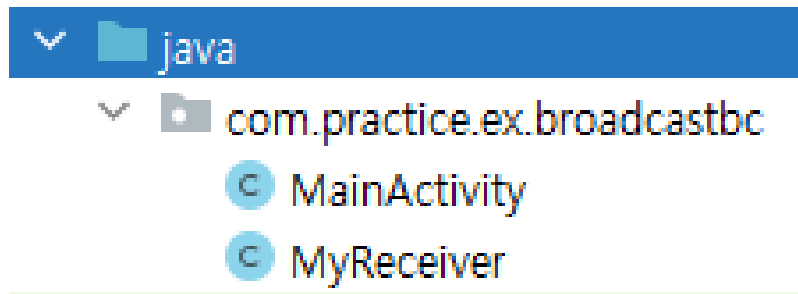 java
com.practice.ex.broadcastbc
C MainActivity
C MyReceiver